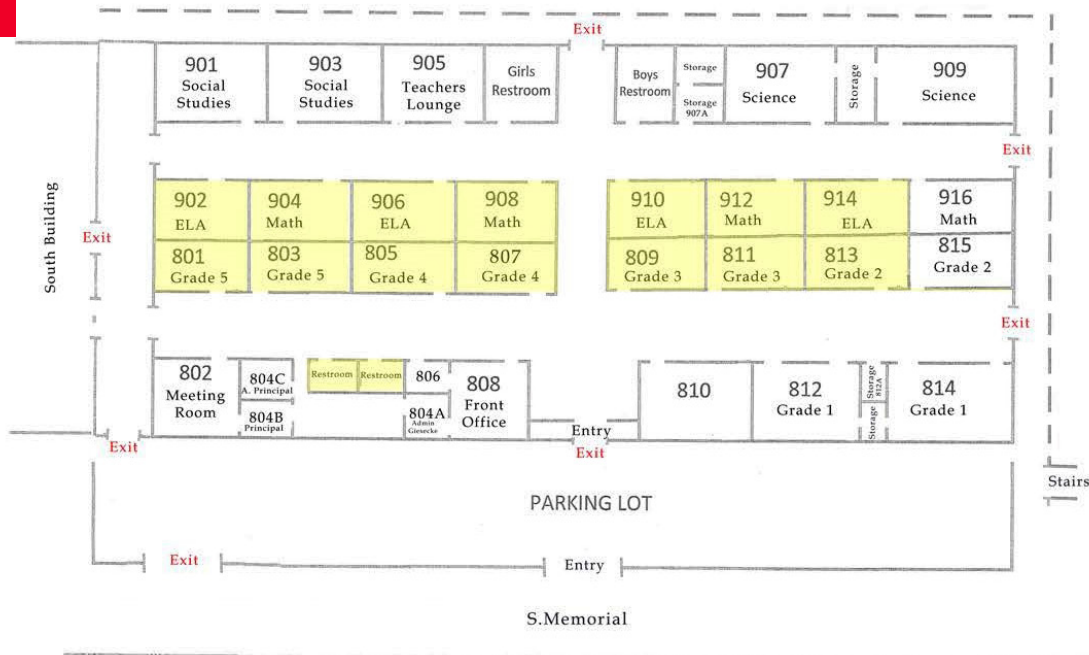 Exit
901
Social
Studies
903
Social
Studies
905
Teachers
Lounge
Girls
Restroom
Boys
Restroom
Storage
Storage
907A
907
Science
Storage
909
Science
Exit
South Building
Exit
902
ELA
904
Math
906
ELA
908
Math
910
ELA
912
Math
914
ELA
916
Math
801
Grade 5
803
Grade 5
805
Grade 4
807
Grade 4
809
Grade 3
811
Grade 3
813
Grade 2
815
Grade 2
Exit
802
Meeting
Room
804C
A. Principal
804B
Principal
Restroom
Restroom
806
804A
Admin
Giesecke
808
Front
Office
810
812
Grade 1
Storage
812A
Storage
814
Grade 1
Exit
Entry
Exit
Stairs
PARKING LOT
Exit
Entry
S.Memorial